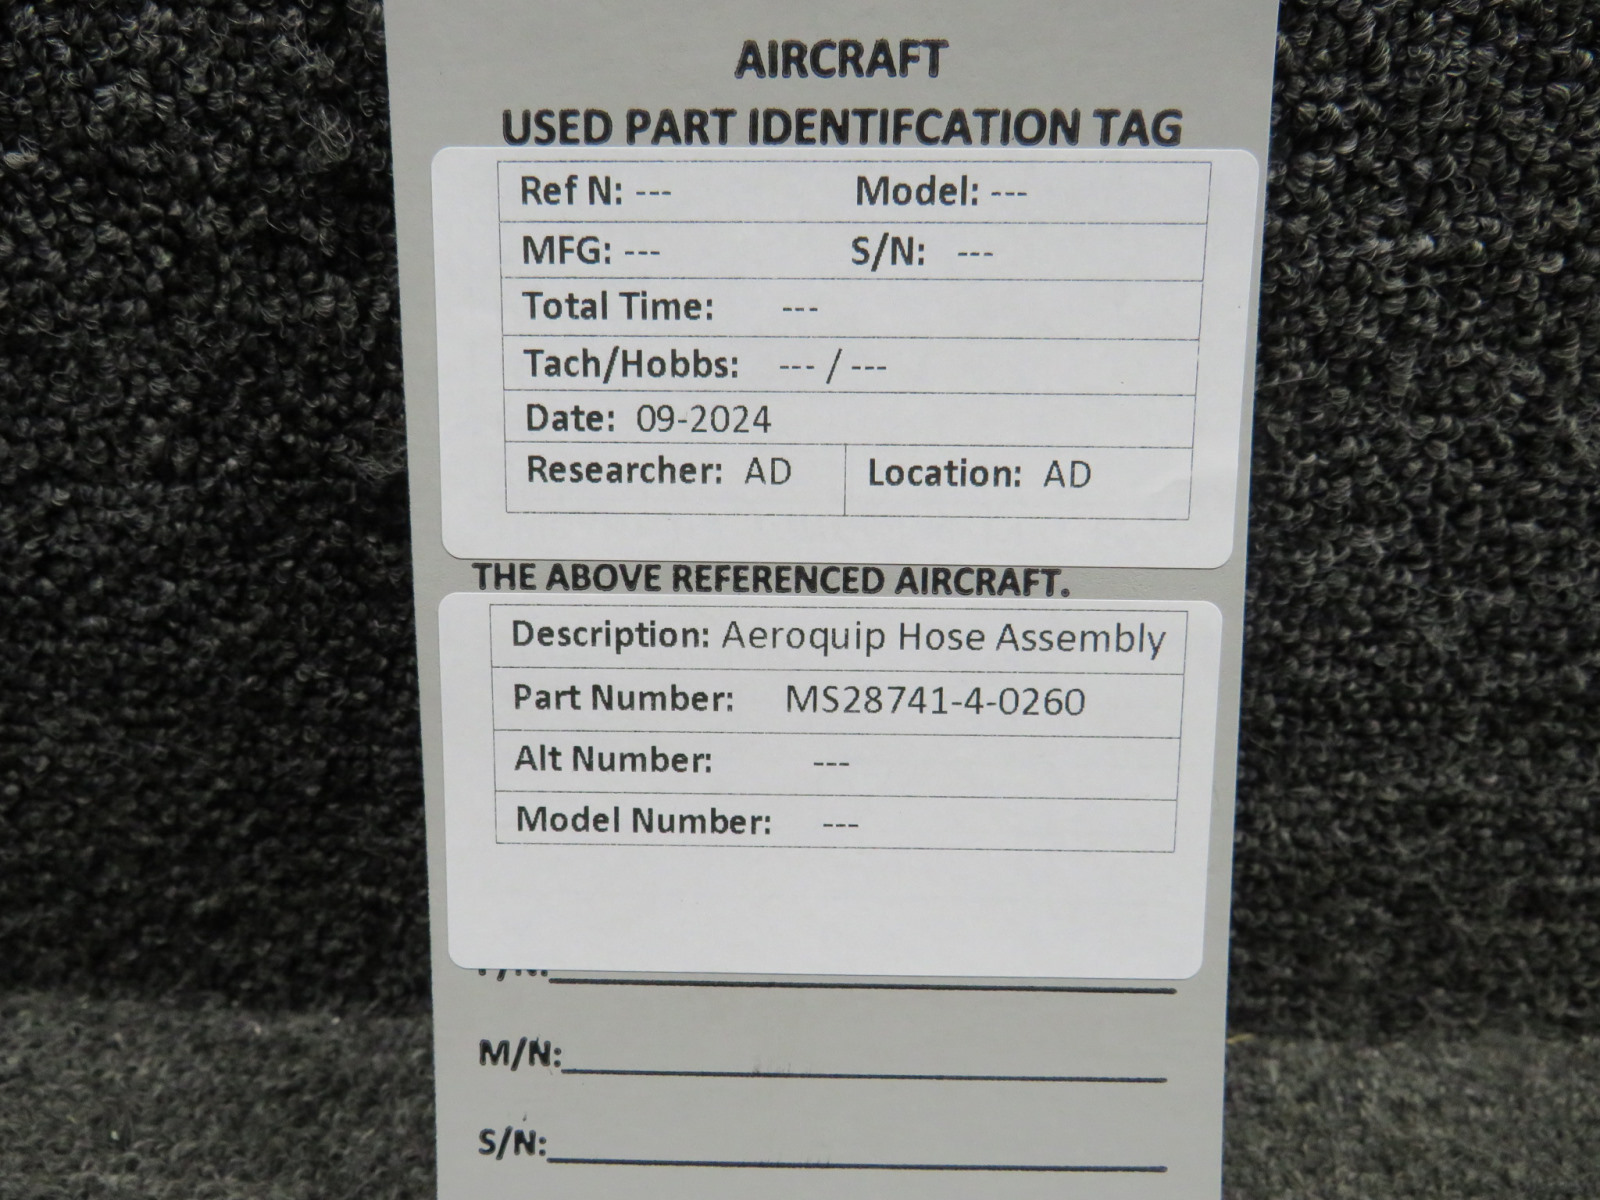 AIRCRAFT
USED PART IDENTIFCATION TAG
Ref N: --- Model: ---
MFG: --- S/N: ---
Total Time: ---
Tach/Hobbs: --- / ---
Date: 09-2024
Researcher: AD Location: AD
THE ABOVE REFERENCED AIRCRAFT.
Description: Aeroquip Hose Assembly
Part Number: MS28741-4-0260
Alt Number: ---
Model Number: ---
M/N:
S/N: